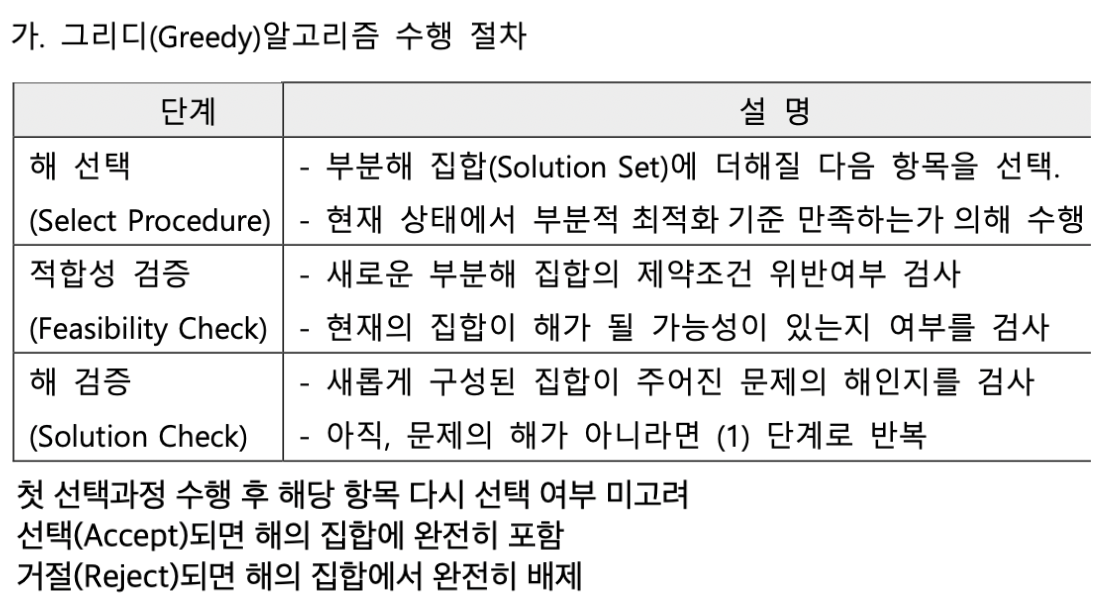 가. 그리디(Greedy)알고리즘 수행 절차
단계 설 명
해 선택
(Select Procedure)
- 부분해 집합(Solution Set)에 더해질 다음 항목을 선택.
- 현재 상태에서 부분적 최적화 기준 만족하는가 의해 수행
적합성 검증
(Feasibility Check)
- 새로운 부분해 집합의 제약조건 위반여부 검사
- 현재의 집합이 해가 될 가능성이 있는지 여부를 검사
해 검증
(Solution Check)
- 새롭게 구성된 집합이 주어진 문제의 해인지를 검사
- 아직, 문제의 해가 아니라면 (1) 단계로 반복
첫 선택과정 수행 후 해당 항목 다시 선택 여부 미고려
선택(Accept)되면 해의 집합에 완전히 포함
거절(Reject)되면 해의 집합에서 완전히 배제